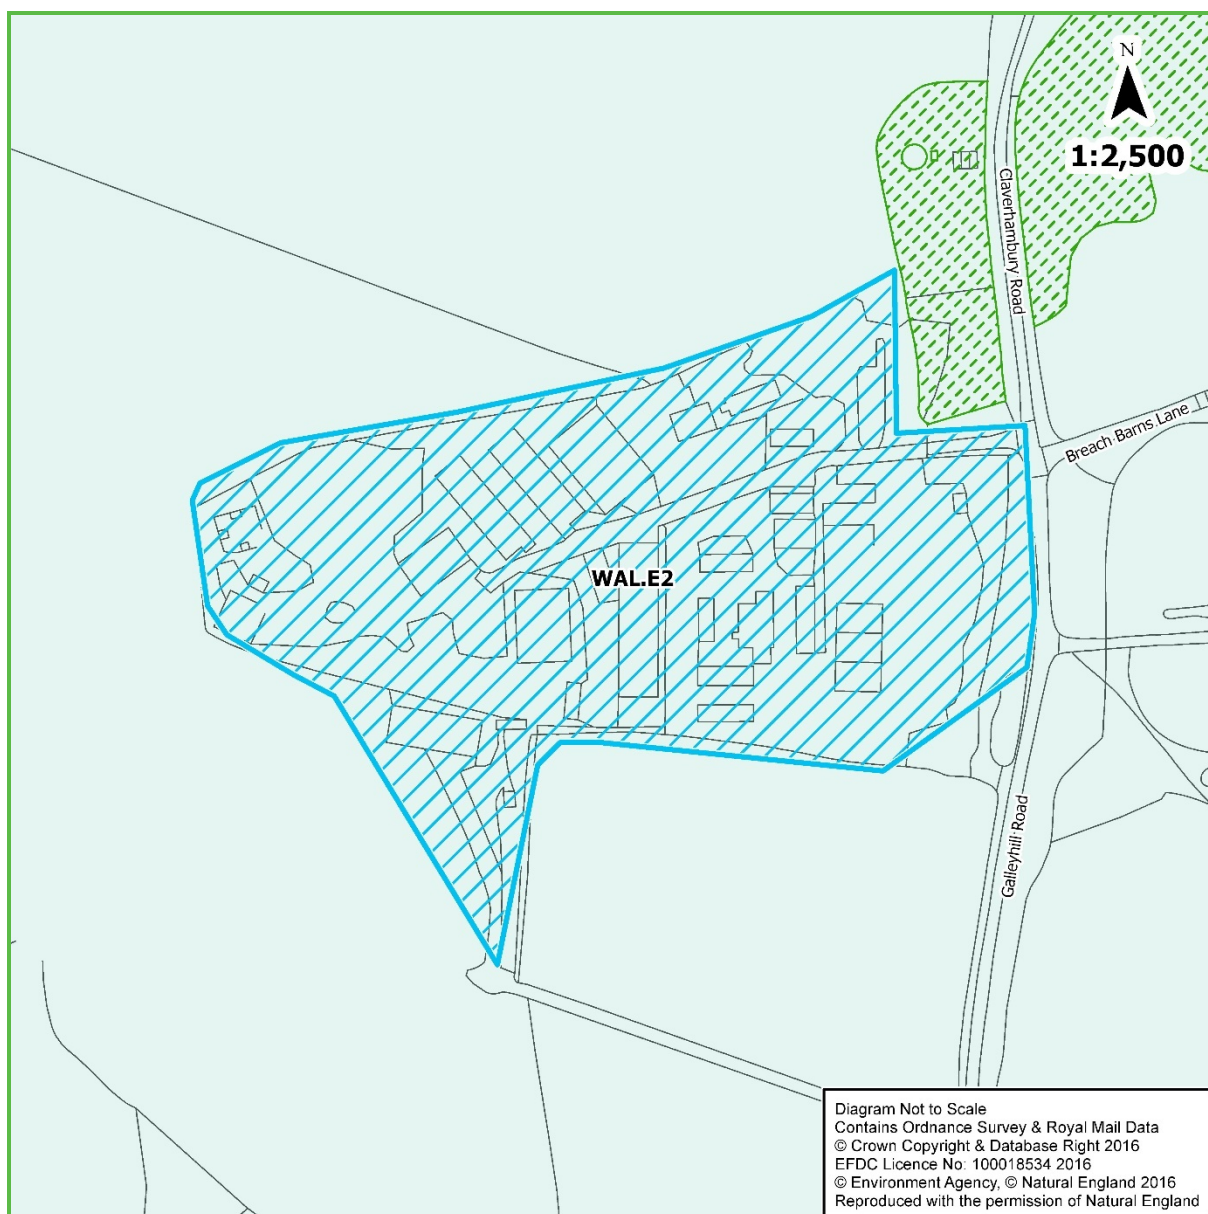 N
1:2,500
Claverhambury Road
Breach Barns Lane
WAL.E2
Galleyhill Road
Diagram Not to Scale
Contains Ordnance Survey & Royal Mail Data
© Crown Copyright & Database Right 2016
EFDC Licence No: 100018534 2016
© Environment Agency, © Natural England 2016
Reproduced with the permission of Natural England